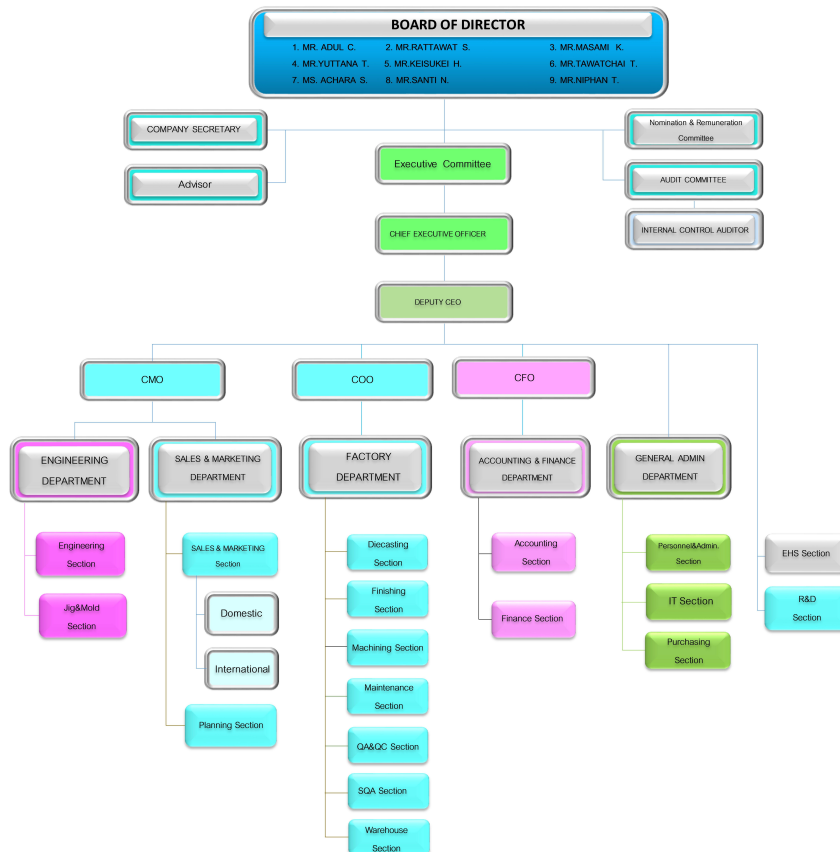 BOARD OF DIRECTOR
1. MR. ADUL C. 2. MR.RATTAWAT S. 3. MR.MASAMI K.
4. MR.YUTTANA T. 5. MR.KEISUKEI H. 6. MR.TAWATCHAI T.
7. MS. ACHARA S. 8. MR.SANTI N. 9. MR.NIPHAN T.
COMPANY SECRETARY
Nomination & Remuneration
Committee
Executive Committee
Advisor
AUDIT COMMITTEE
CHIEF EXECUTIVE OFFICER
INTERNAL CONTROL AUDITOR
DEPUTY CEO
CMO
COO
CFO
ENGINEERING
DEPARTMENT
SALES & MARKETING
DEPARTMENT
FACTORY
DEPARTMENT
ACCOUNTING & FINANCE
DEPARTMENT
GENERAL ADMIN
DEPARTMENT
Engineering
Section
Jig&Mold
Section
SALES & MARKETING
Section
Domestic
International
Planning Section
Diecasting
Section
Finishing
Section
Machining Section
Maintenance
Section
QA&QC Section
SQA Section
Warehouse
Section
Accounting
Section
Finance Section
Personnel&Admin.
Section
IT Section
Purchasing
Section
EHS Section
R&D
Section